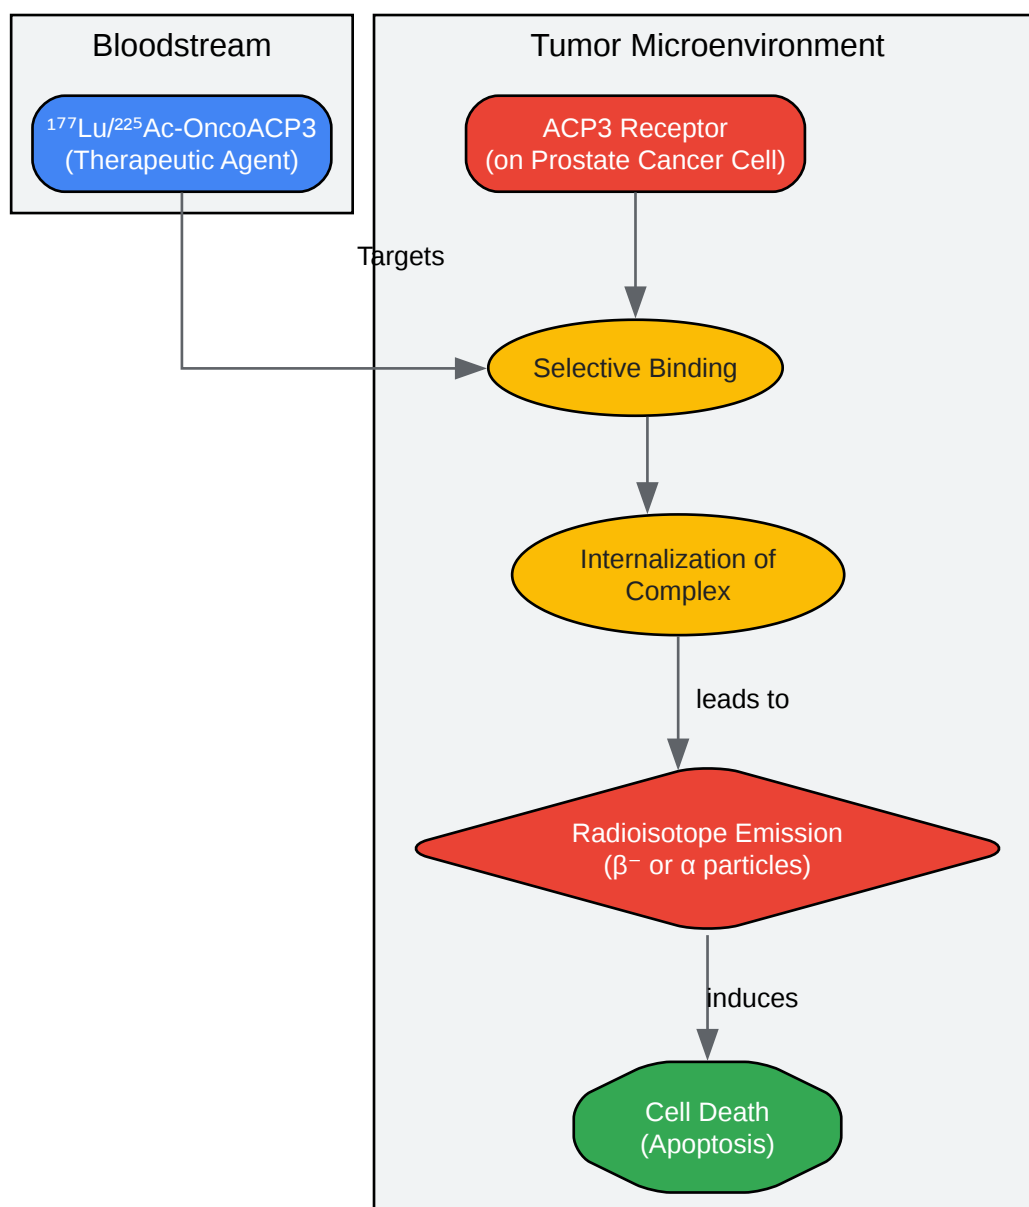 Bloodstream
Tumor Microenvironment
¹⁷⁷Lu/²²⁵Ac-OncoACP3
(Therapeutic Agent)
ACP3 Receptor
(on Prostate Cancer Cell)
Targets
Selective Binding
Internalization of
Complex
leads to
Radioisotope Emission
(β⁻ or α particles)
induces
Cell Death
(Apoptosis)